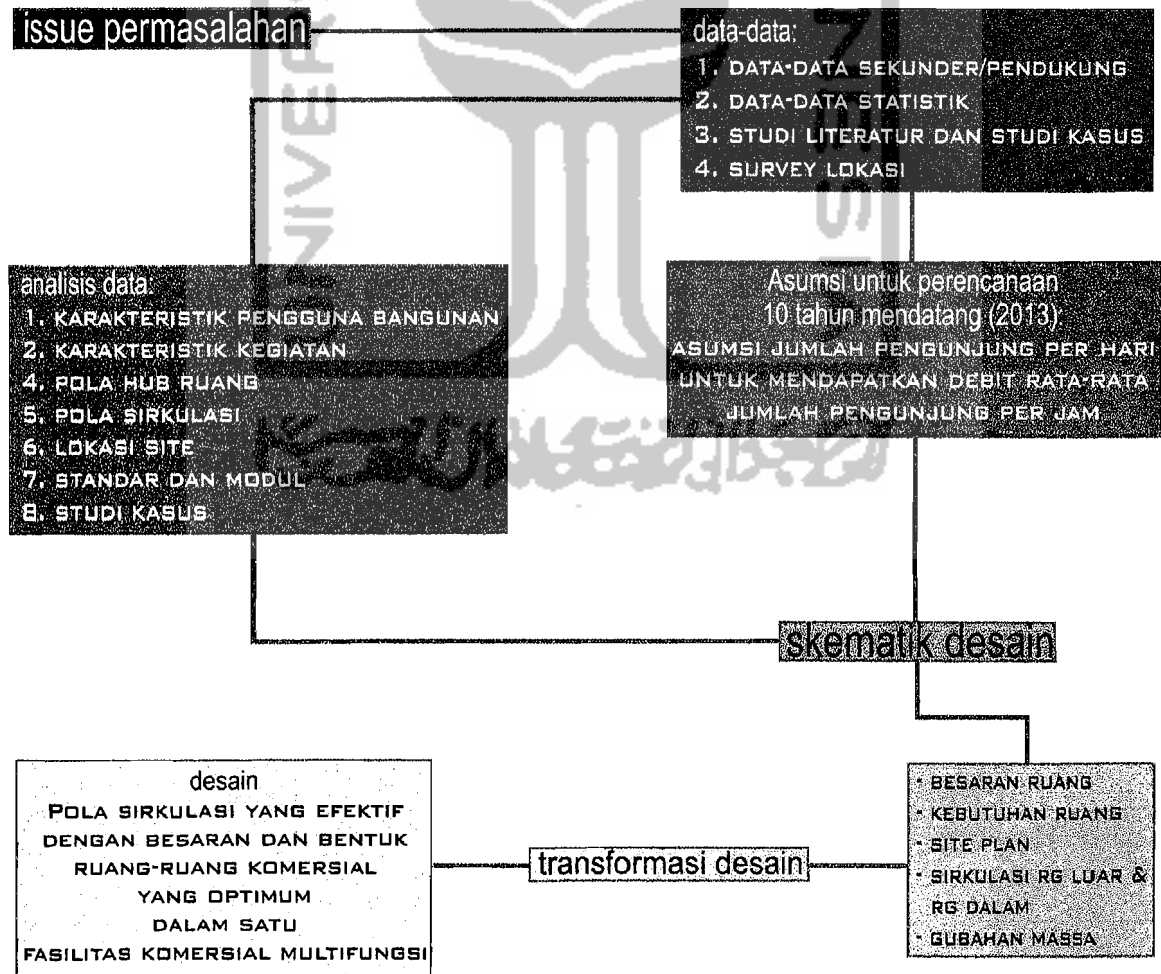 issue permasalahan
data-data:
1. DATA-DATA SEKUNDER/PENDUKUNG
2. DATA-DATA STATISTIK
3. STUDI LITERATUR DAN STUDI KASUS
4. SURVEY LOKASI
analisis data:
1. KARAKTERISTIK PENGGUNA BANGUNAN
2. KARAKTERISTIK KEGIATAN
4. POLA HUB RUANG
5. POLA SIRKULASI
6. LOKASI SITE
7. STANDAR DAN MODUL
8. STUDI KASUS
Asumsi untuk perencanaan
10 tahun mendatang (2013)
ASUMSI JUMLAH PENGUNJUNG PER HARI
UNTUK MENDAPATKAN DEBIT RATA-RATA
JUMLAH PENGUNJUNG PER JAM
skematik desain
- BESARAN RUANG
- KEBUTUHAN RUANG
- SITE PLAN
- SIRKULASI RG LUAR &
RG DALAM
- GUBAHAN MASSA
transformasi desain
desain
POLA SIRKULASI YANG EFEKTIF
DENGAN BESARAN DAN BENTUK
RUANG-RUANG KOMERSIAL
YANG OPTIMUM
DALAM SATU
FASILITAS KOMERSIAL MULTIFUNGSI